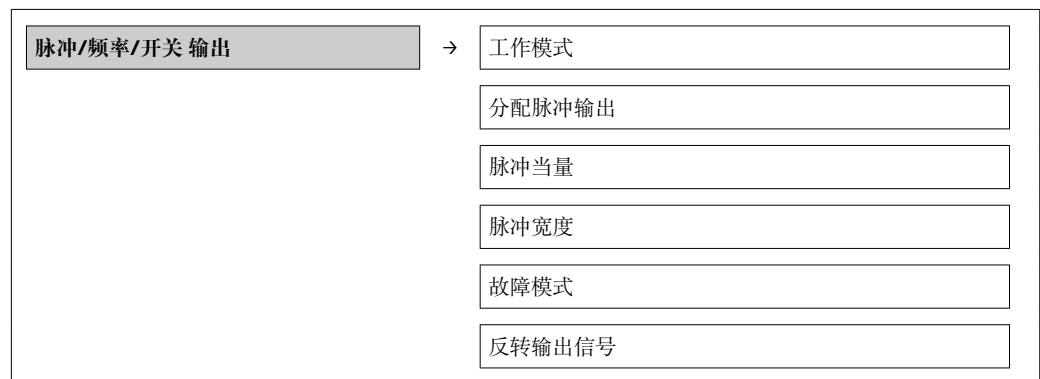 脉冲/频率/开关 输出 → 工作模式
分配脉冲输出
脉冲当量
脉冲宽度
故障模式
反转输出信号